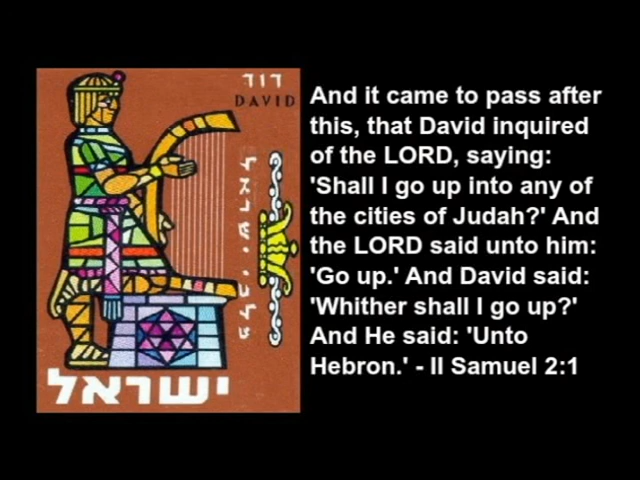 דוד
DAVID
מלכי ישראל
ישראל
And it came to pass after
this, that David inquired
of the LORD, saying:
'Shall I go up into any of
the cities of Judah?' And
the LORD said unto him:
'Go up.' And David said:
'Whither shall I go up?'
And He said: 'Unto
Hebron.' - II Samuel 2:1